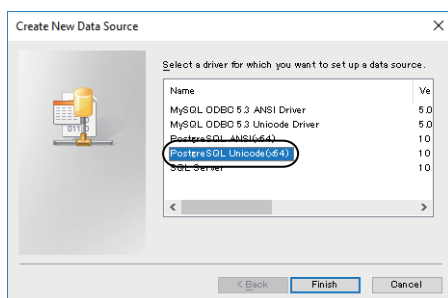 Create New Data Source
Select a driver for which you want to set up a data source.
Name Ve
MySQL ODBC 5.3 ANSI Driver 5.0
MySQL ODBC 5.3 Unicode Driver 5.0
PostgreSQL ANSI(x64) 10
PostgreSQL Unicode(x64) 10
SQL Server 10
< Back Finish Cancel